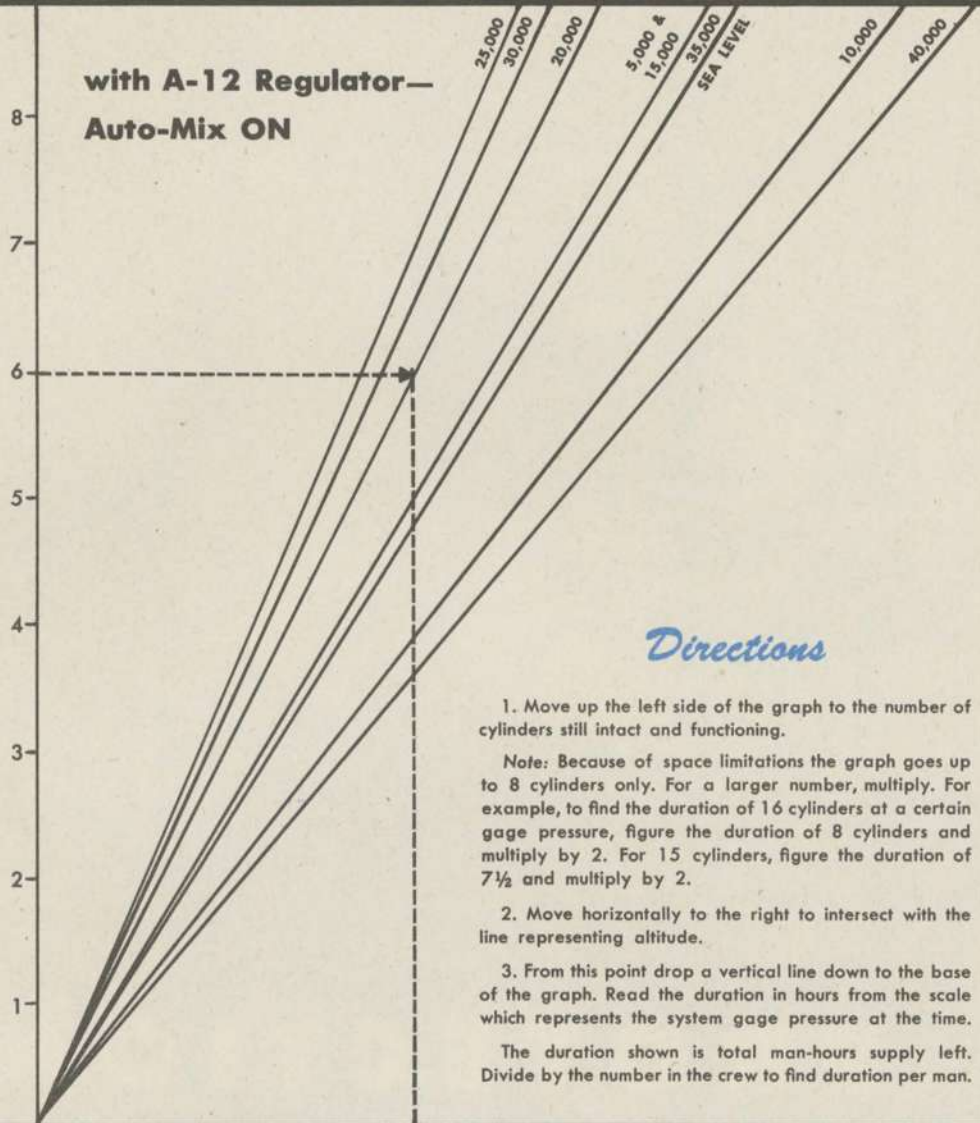 with A-12 Regulator—
Auto-Mix ON
25,000
30,000
20,000
5,000 &
15,000
35,000
SEA LEVEL
10,000
40,000
8
7
6
5
4
3
2
1
Directions
1. Move up the left side of the graph to the number of
cylinders still intact and functioning.
Note: Because of space limitations the graph goes up
to 8 cylinders only. For a larger number, multiply. For
example, to find the duration of 16 cylinders at a certain
gage pressure, figure the duration of 8 cylinders and
multiply by 2. For 15 cylinders, figure the duration of
7½ and multiply by 2.
2. Move horizontally to the right to intersect with the
line representing altitude.
3. From this point drop a vertical line down to the base
of the graph. Read the duration in hours from the scale
which represents the system gage pressure at the time.
The duration shown is total man-hours supply left.
Divide by the number in the crew to find duration per man.